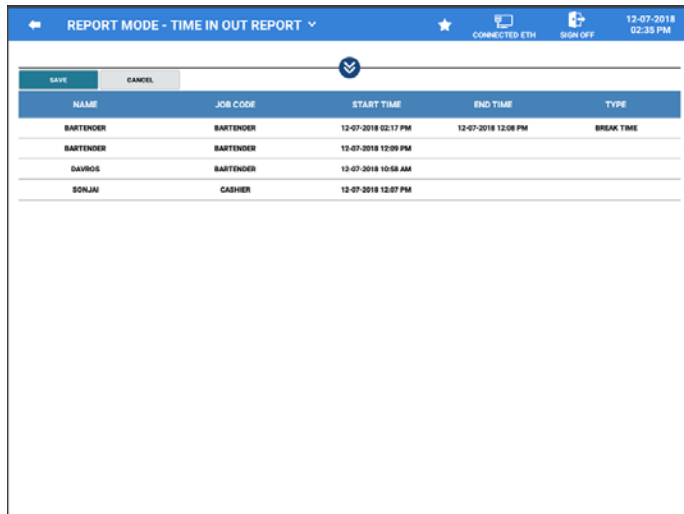 REPORT MODE - TIME IN OUT REPORT CONNECTED ETH SIGN OFF 12-07-2018
02:35 PM
SAVE CANCEL
NAME JOB CODE START TIME END TIME TYPE
BARTENDER BARTENDER 12-07-2018 02:17 PM 12-07-2018 12:08 PM BREAK TIME
BARTENDER BARTENDER 12-07-2018 12:09 PM
DAVROS BARTENDER 12-07-2018 10:58 AM
SONJAI CASHIER 12-07-2018 12:07 PM